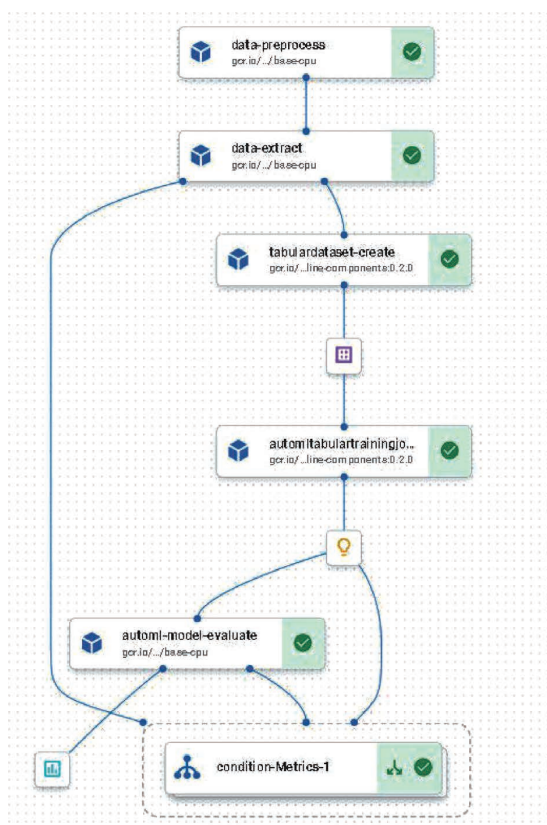 data-preprocess
gcr.io/.../base-cpu
data-extract
gcr.io/.../base-cpu
tabulardataset-create
gcr.io/...line-components:0.2.0
automltabulartrainingjo...
gcr.io/...line-components:0.2.0
automl-model-evaluate
gcr.io/.../base-cpu
condition-Metrics-1